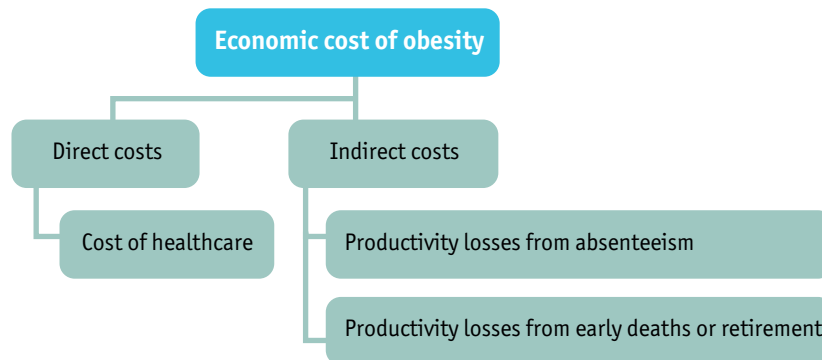 Economic cost of obesity
Direct costs
Indirect costs
Cost of healthcare
Productivity losses from absenteeism
Productivity losses from early deaths or retirement